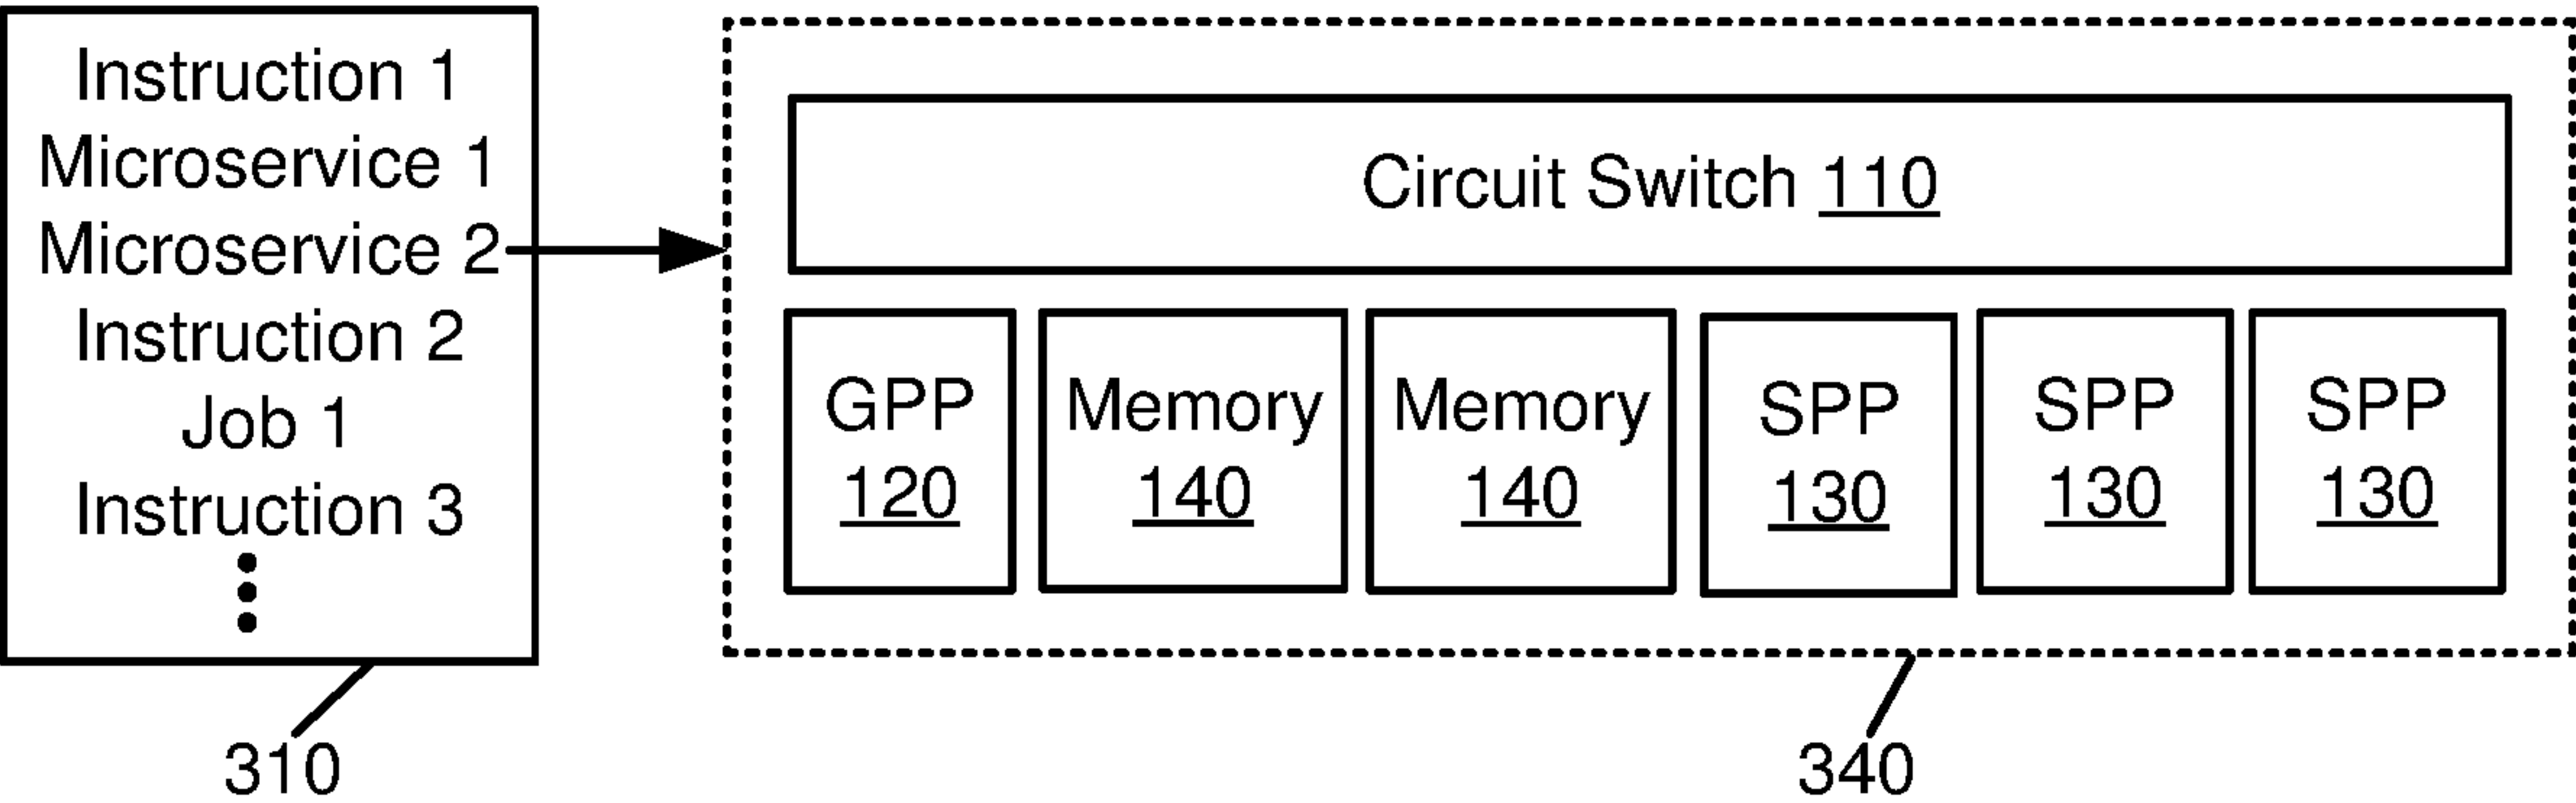 Instruction 1
Microservice 1
Microservice 2
Instruction 2
Job 1
Instruction 3
310
Circuit Switch 110
GPP
120
Memory
140
Memory
140
SPP
130
SPP
130
SPP
130
340